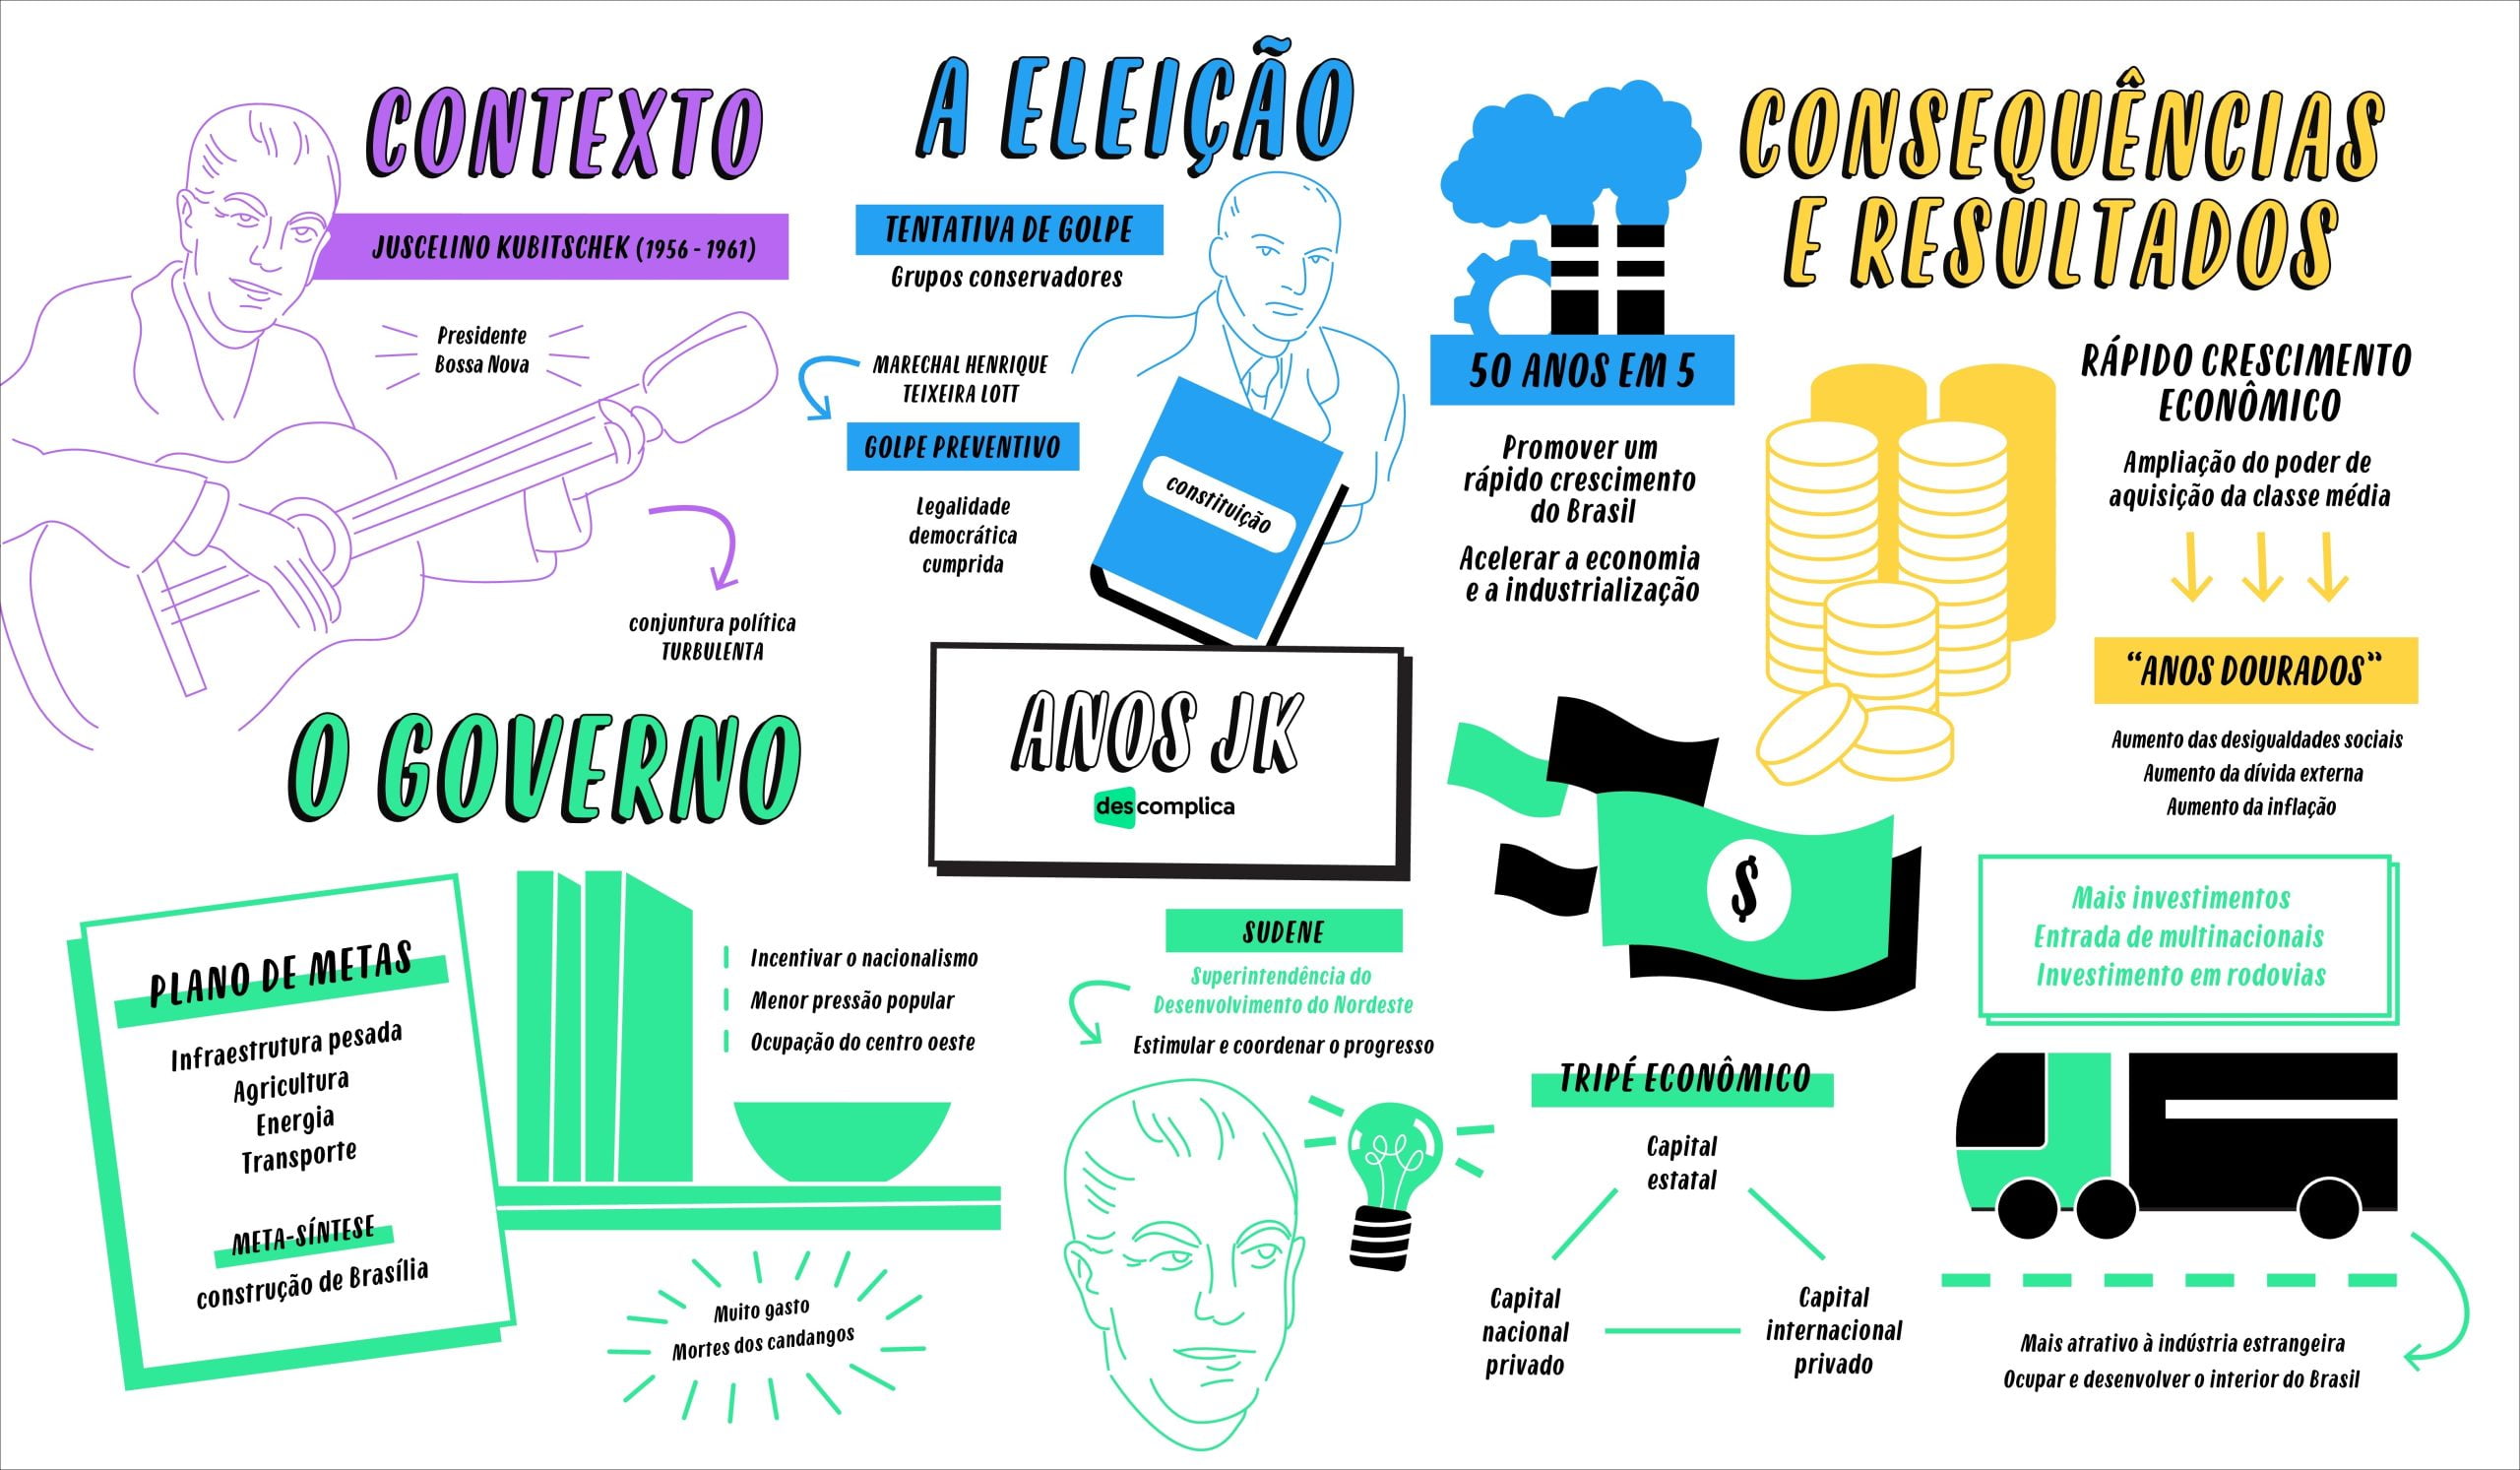 CONTEXTO
JUSCELINO KUBITSCHEK (1956 - 1961)
Presidente
Bossa Nova
conjuntura política
TURBULENTA
A ELEIÇÃO
TENTATIVA DE GOLPE
Grupos conservadores
MARECHAL HENRIQUE
TEIXEIRA LOTT
GOLPE PREVENTIVO
Legalidade
democrática
cumprida
constituição
50 ANOS EM 5
Promover um
rápido crescimento
do Brasil
Acelerar a economia
e a industrialização
CONSEQUÊNCIAS
E RESULTADOS
RÁPIDO CRESCIMENTO
ECONÔMICO
Ampliação do poder de
aquisição da classe média
“ANOS DOURADOS”
Aumento das desigualdades sociais
Aumento da dívida externa
Aumento da inflação
ANOS JK
descomplica
O GOVERNO
PLANO DE METAS
Infraestrutura pesada
Agricultura
Energia
Transporte
META-SÍNTESE
construção de Brasília
Incentivar o nacionalismo
Menor pressão popular
Ocupação do centro oeste
Muito gasto
Mortes dos candangos
SUDENE
Superintendência do
Desenvolvimento do Nordeste
Estimular e coordenar o progresso
$
TRIPÉ ECONÔMICO
Capital
estatal
Capital
nacional
privado
Capital
internacional
privado
Mais investimentos
Entrada de multinacionais
Investimento em rodovias
Mais atrativo à indústria estrangeira
Ocupar e desenvolver o interior do Brasil